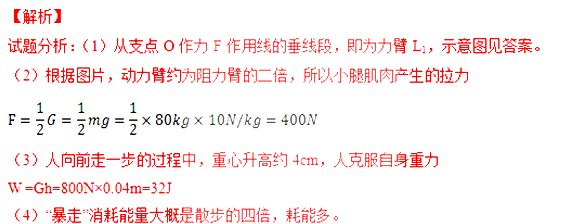 【解析】
试题分析：（1）从支点 O 作力 F 作用线的垂线段，即为力臂 L₁，示意图见答案。
（2）根据图片，动力臂约为阻力臂的二倍，所以小腿肌肉产生的拉力
F = \frac{1}{2}G = \frac{1}{2}mg = \frac{1}{2} × 80kg × 10N/kg = 400N
（3）人向前走一步的过程中，重心升高约 4cm，人克服自身重力
W =Gh=800N×0.04m=32J
（4）“暴走”消耗能量大概是散步的四倍，耗能多。